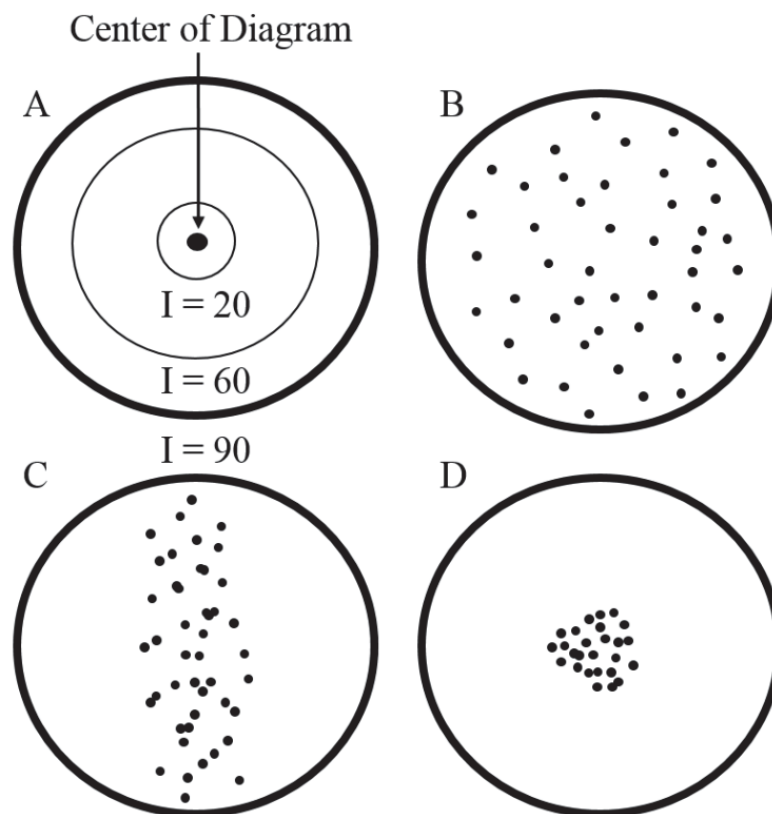 Center of Diagram
A
B
I = 20
I = 60
I = 90
C
D